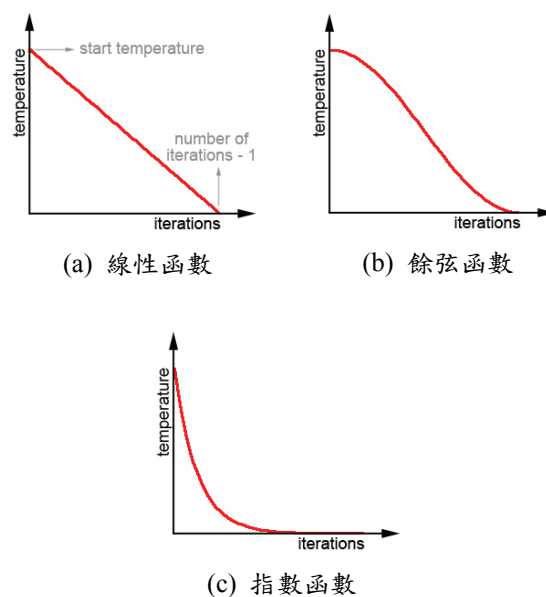 temperature
start temperature
number of
iterations - 1
iterations
(a) 線性函數
temperature
iterations
(b) 餘弦函數
temperature
iterations
(c) 指數函數